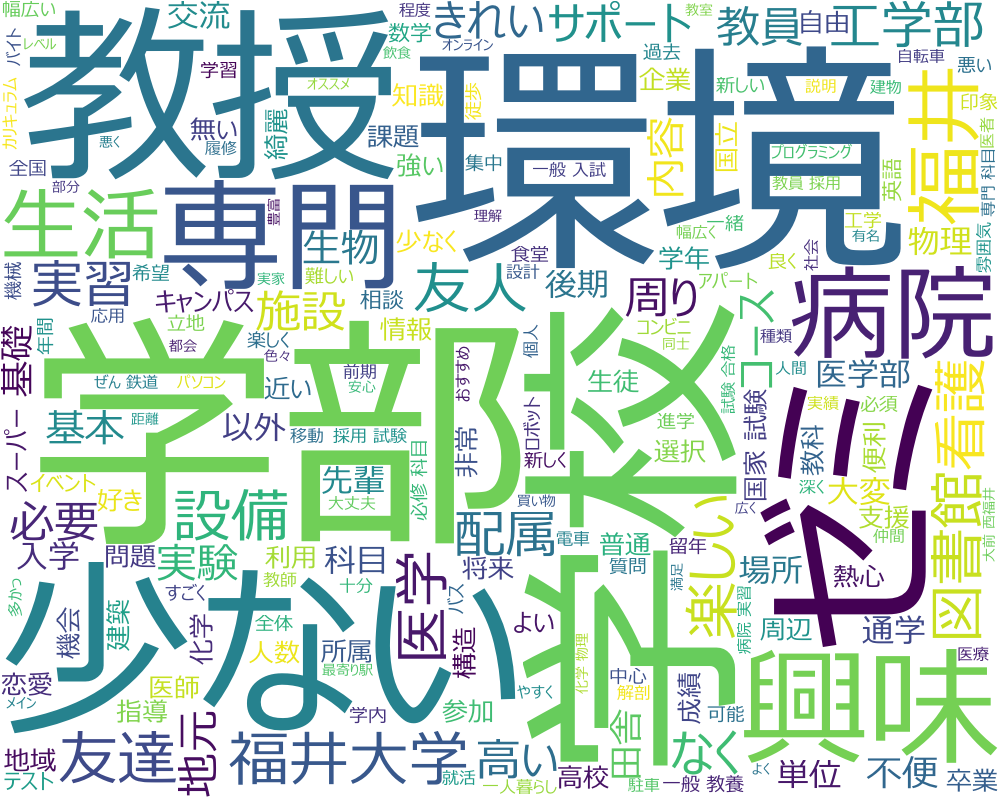 幅広い
交流
程度
教室
きれい
サポート
教員
自由
工学部
数学
飲食
オンライン
過去
新しい
自転車
悪い
バイト
レベル
学習
オススメ
教授
環境
カリキュラム
知識
徒歩
企業
説明
建物
印象
悪く
無い
履修
綺麗
課題
内容
国立
福井
医者
全国
部分
強い
集中
一般 入試
プログラミング
英語
専門 科目
雰囲気
豊富
理解
教員 採用
生活
専門
生物
少なく
食堂
一緒
幅広く
工学
有名
物理
機械
希望
実家
難しい
設計
学年
良く
社会
実習
応用
キャンパス
相談
友人
後期
周り
アパート
病院
施設
情報
コンビニ
同士
種類
コース
立地
都会
楽しく
色々
前期
安心
おすすめ
個人
生徒
試験 合格
人間
医学部
基礎
年間
ぜん 鉄道
パソコン
近い
進学
実績
必須
看護
スーパー
基本
距離
以外
移動
採用 試験
非常
ロボット
新しく
選択
国家 試験
教科
便利
イベント
好き
先輩
大丈夫
必修 科目
買い物
広く
深く
大変
支援
仲間
西福井
大前
学部
学校
ゼミ
図書館
必要
設備
配属
電車
普通
留年
楽しい
入学
問題
実験
利用
科目
将来
質問
満足
場所
熱心
教師
十分
多かっ
すごく
少ない
医学
バス
病院 実習
周辺
通学
機会
建築
化学
全体
人数
所属
最寄り駅
構造
よい
化学 物理
医療
恋愛
メイン
医師
指導
学内
参加
やすく
中心
解剖
成績
可能
興味
地域
テスト
友達
地元
福井大学
就活
高い
一人暮らし
高校
田舎
駐車
なく
一般 教養
よく
単位
不便
卒業